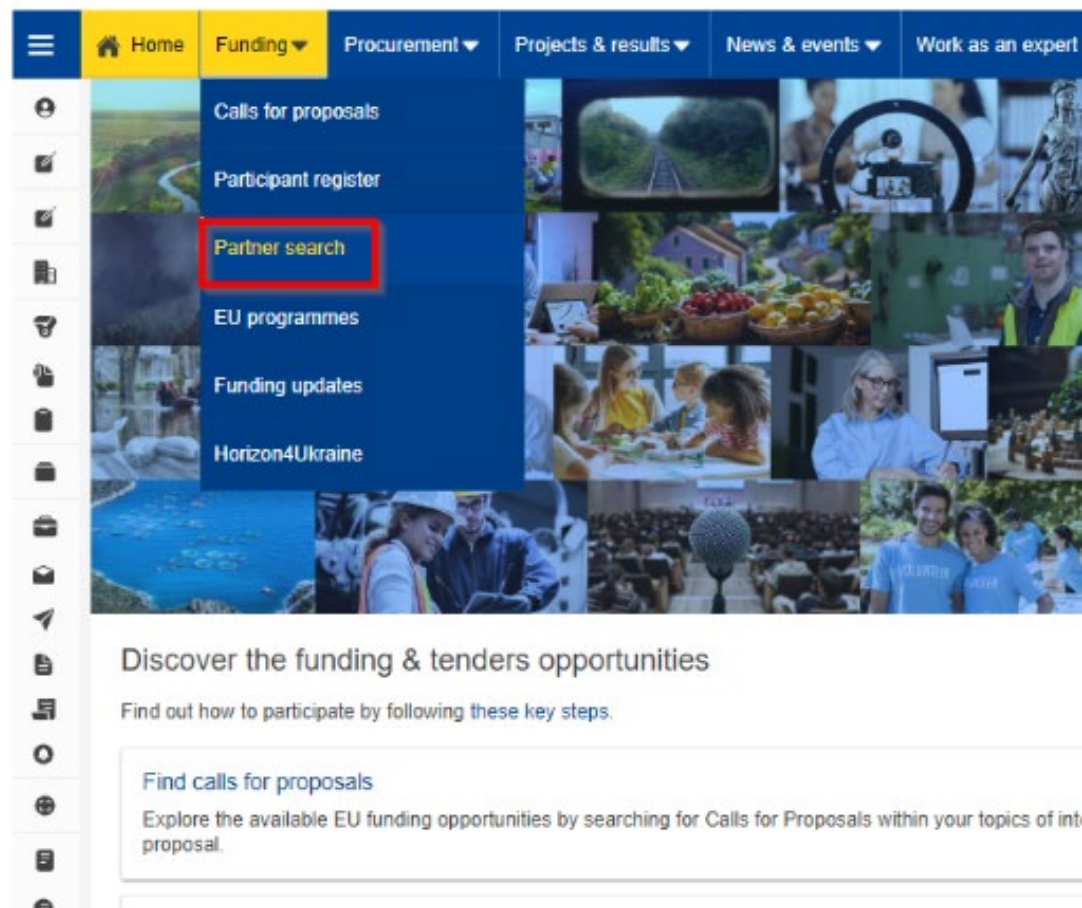 Home Funding Procurement Projects & results News & events Work as an expert
Calls for proposals
Participant register
Partner search
EU programmes
Funding updates
Horizon4Ukraine
Discover the funding & tenders opportunities
Find out how to participate by following these key steps.
Find calls for proposals
Explore the available EU funding opportunities by searching for Calls for Proposals within your topics of inte
proposal.